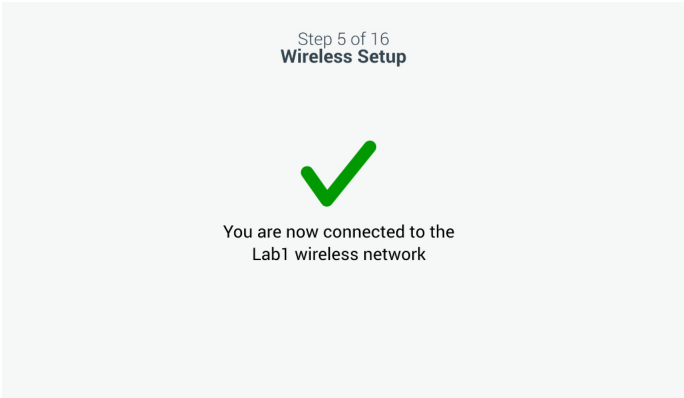 Step 5 of 16
Wireless Setup
You are now connected to the
Lab1 wireless network